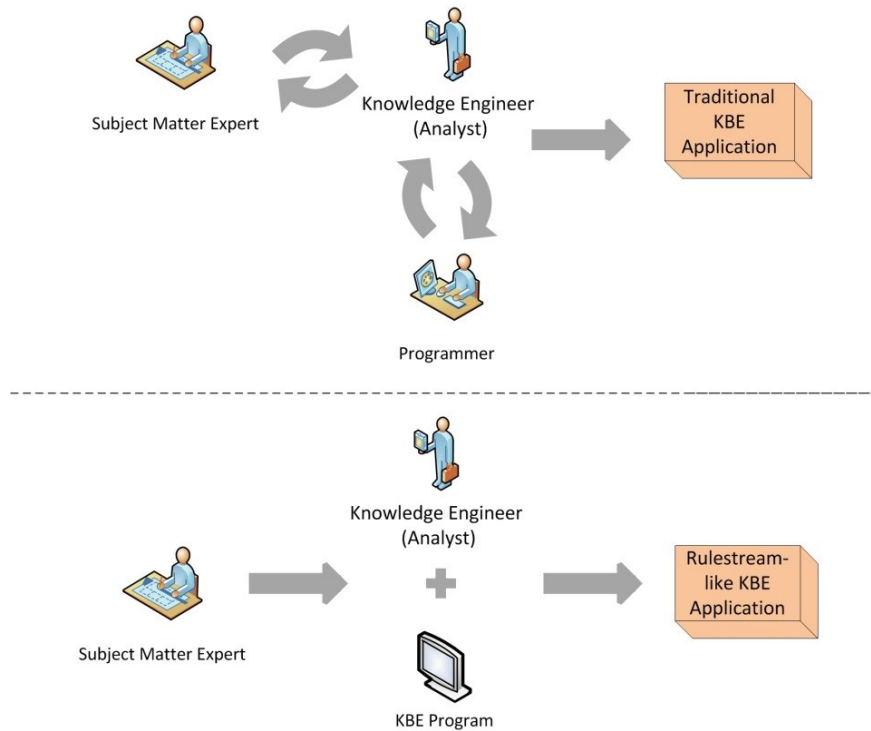 Subject Matter Expert
Knowledge Engineer
(Analyst)
Traditional
KBE
Application
Programmer
Knowledge Engineer
(Analyst)
Subject Matter Expert
Rulestream-
like KBE
Application
KBE Program